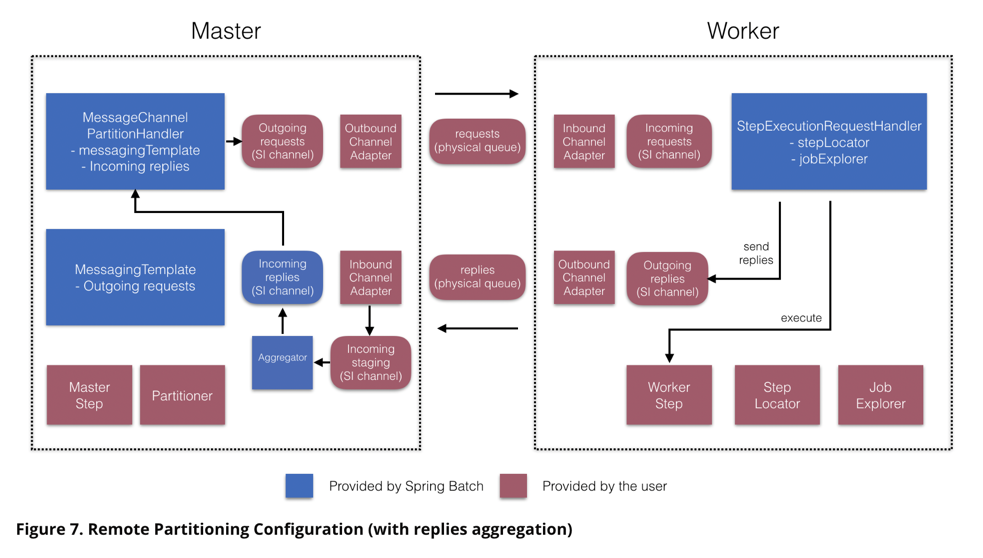 Master
Worker
MessageChannel
PartitionHandler
- messagingTemplate
- Incoming replies
Outgoing
requests
(SI channel)
Outbound
Channel
Adapter
requests
(physical queue)
Inbound
Channel
Adapter
Incoming
requests
(SI channel)
StepExecutionRequestHandler
- stepLocator
- jobExplorer
MessagingTemplate
- Outgoing requests
Incoming
replies
(SI channel)
Inbound
Channel
Adapter
replies
(physical queue)
Outbound
Channel
Adapter
Outgoing
replies
(SI channel)
send
replies
execute
Aggregator
Incoming
staging
(SI channel)
Master
Step
Partitioner
Worker
Step
Step
Locator
Job
Explorer
Provided by Spring Batch
Provided by the user
Figure 7. Remote Partitioning Configuration (with replies aggregation)